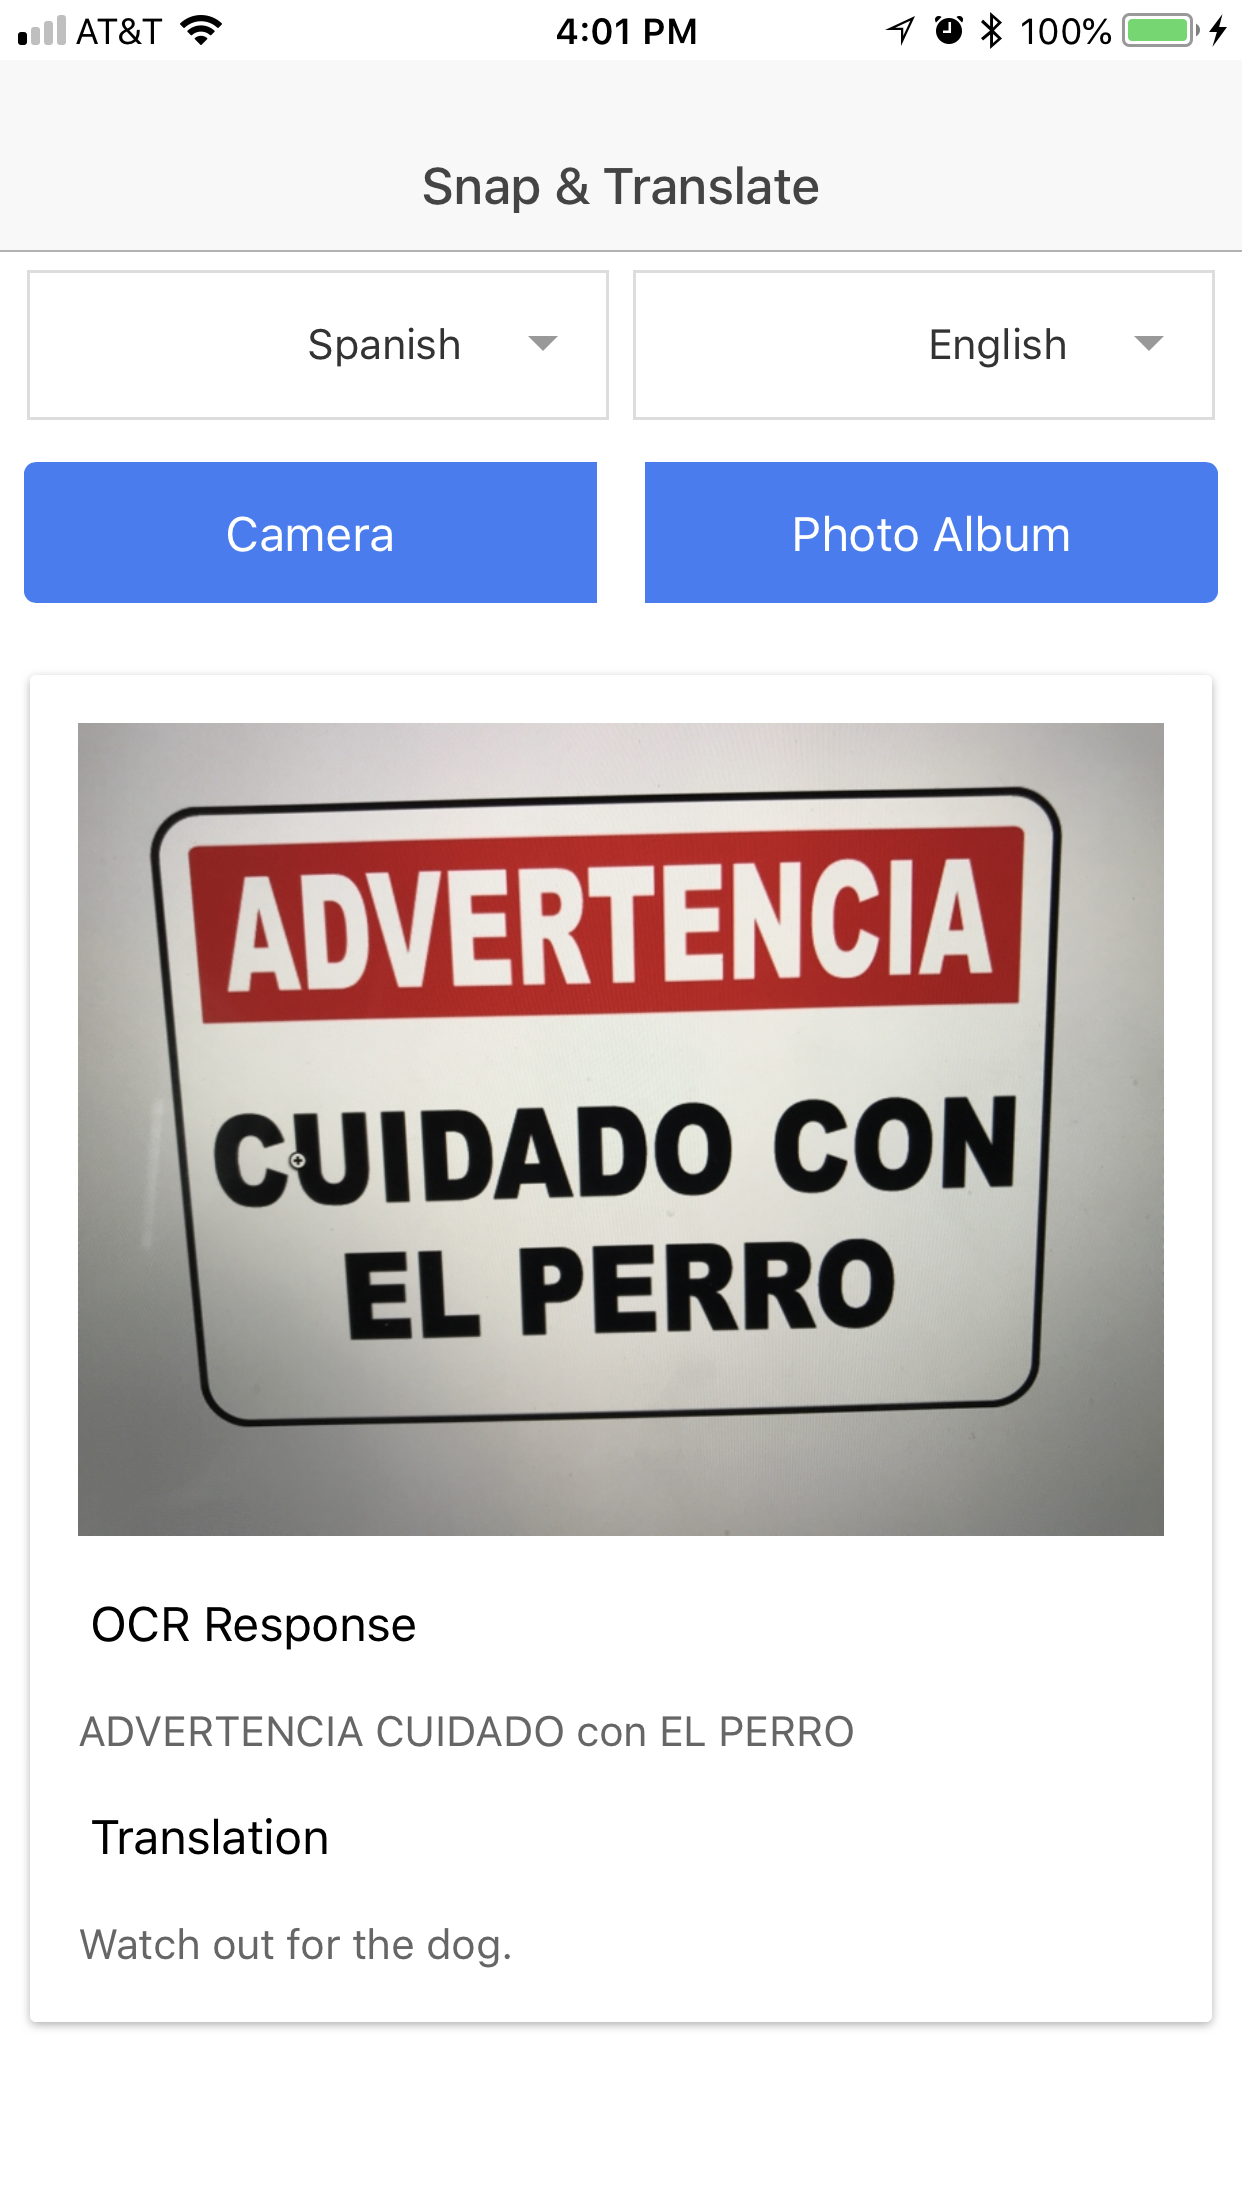 AT&T 4:01 PM 100%
Snap & Translate
Spanish English
Camera Photo Album
ADVERTENCIA
CUIDADO CON
EL PERRO
OCR Response
ADVERTENCIA CUIDADO con EL PERRO
Translation
Watch out for the dog.